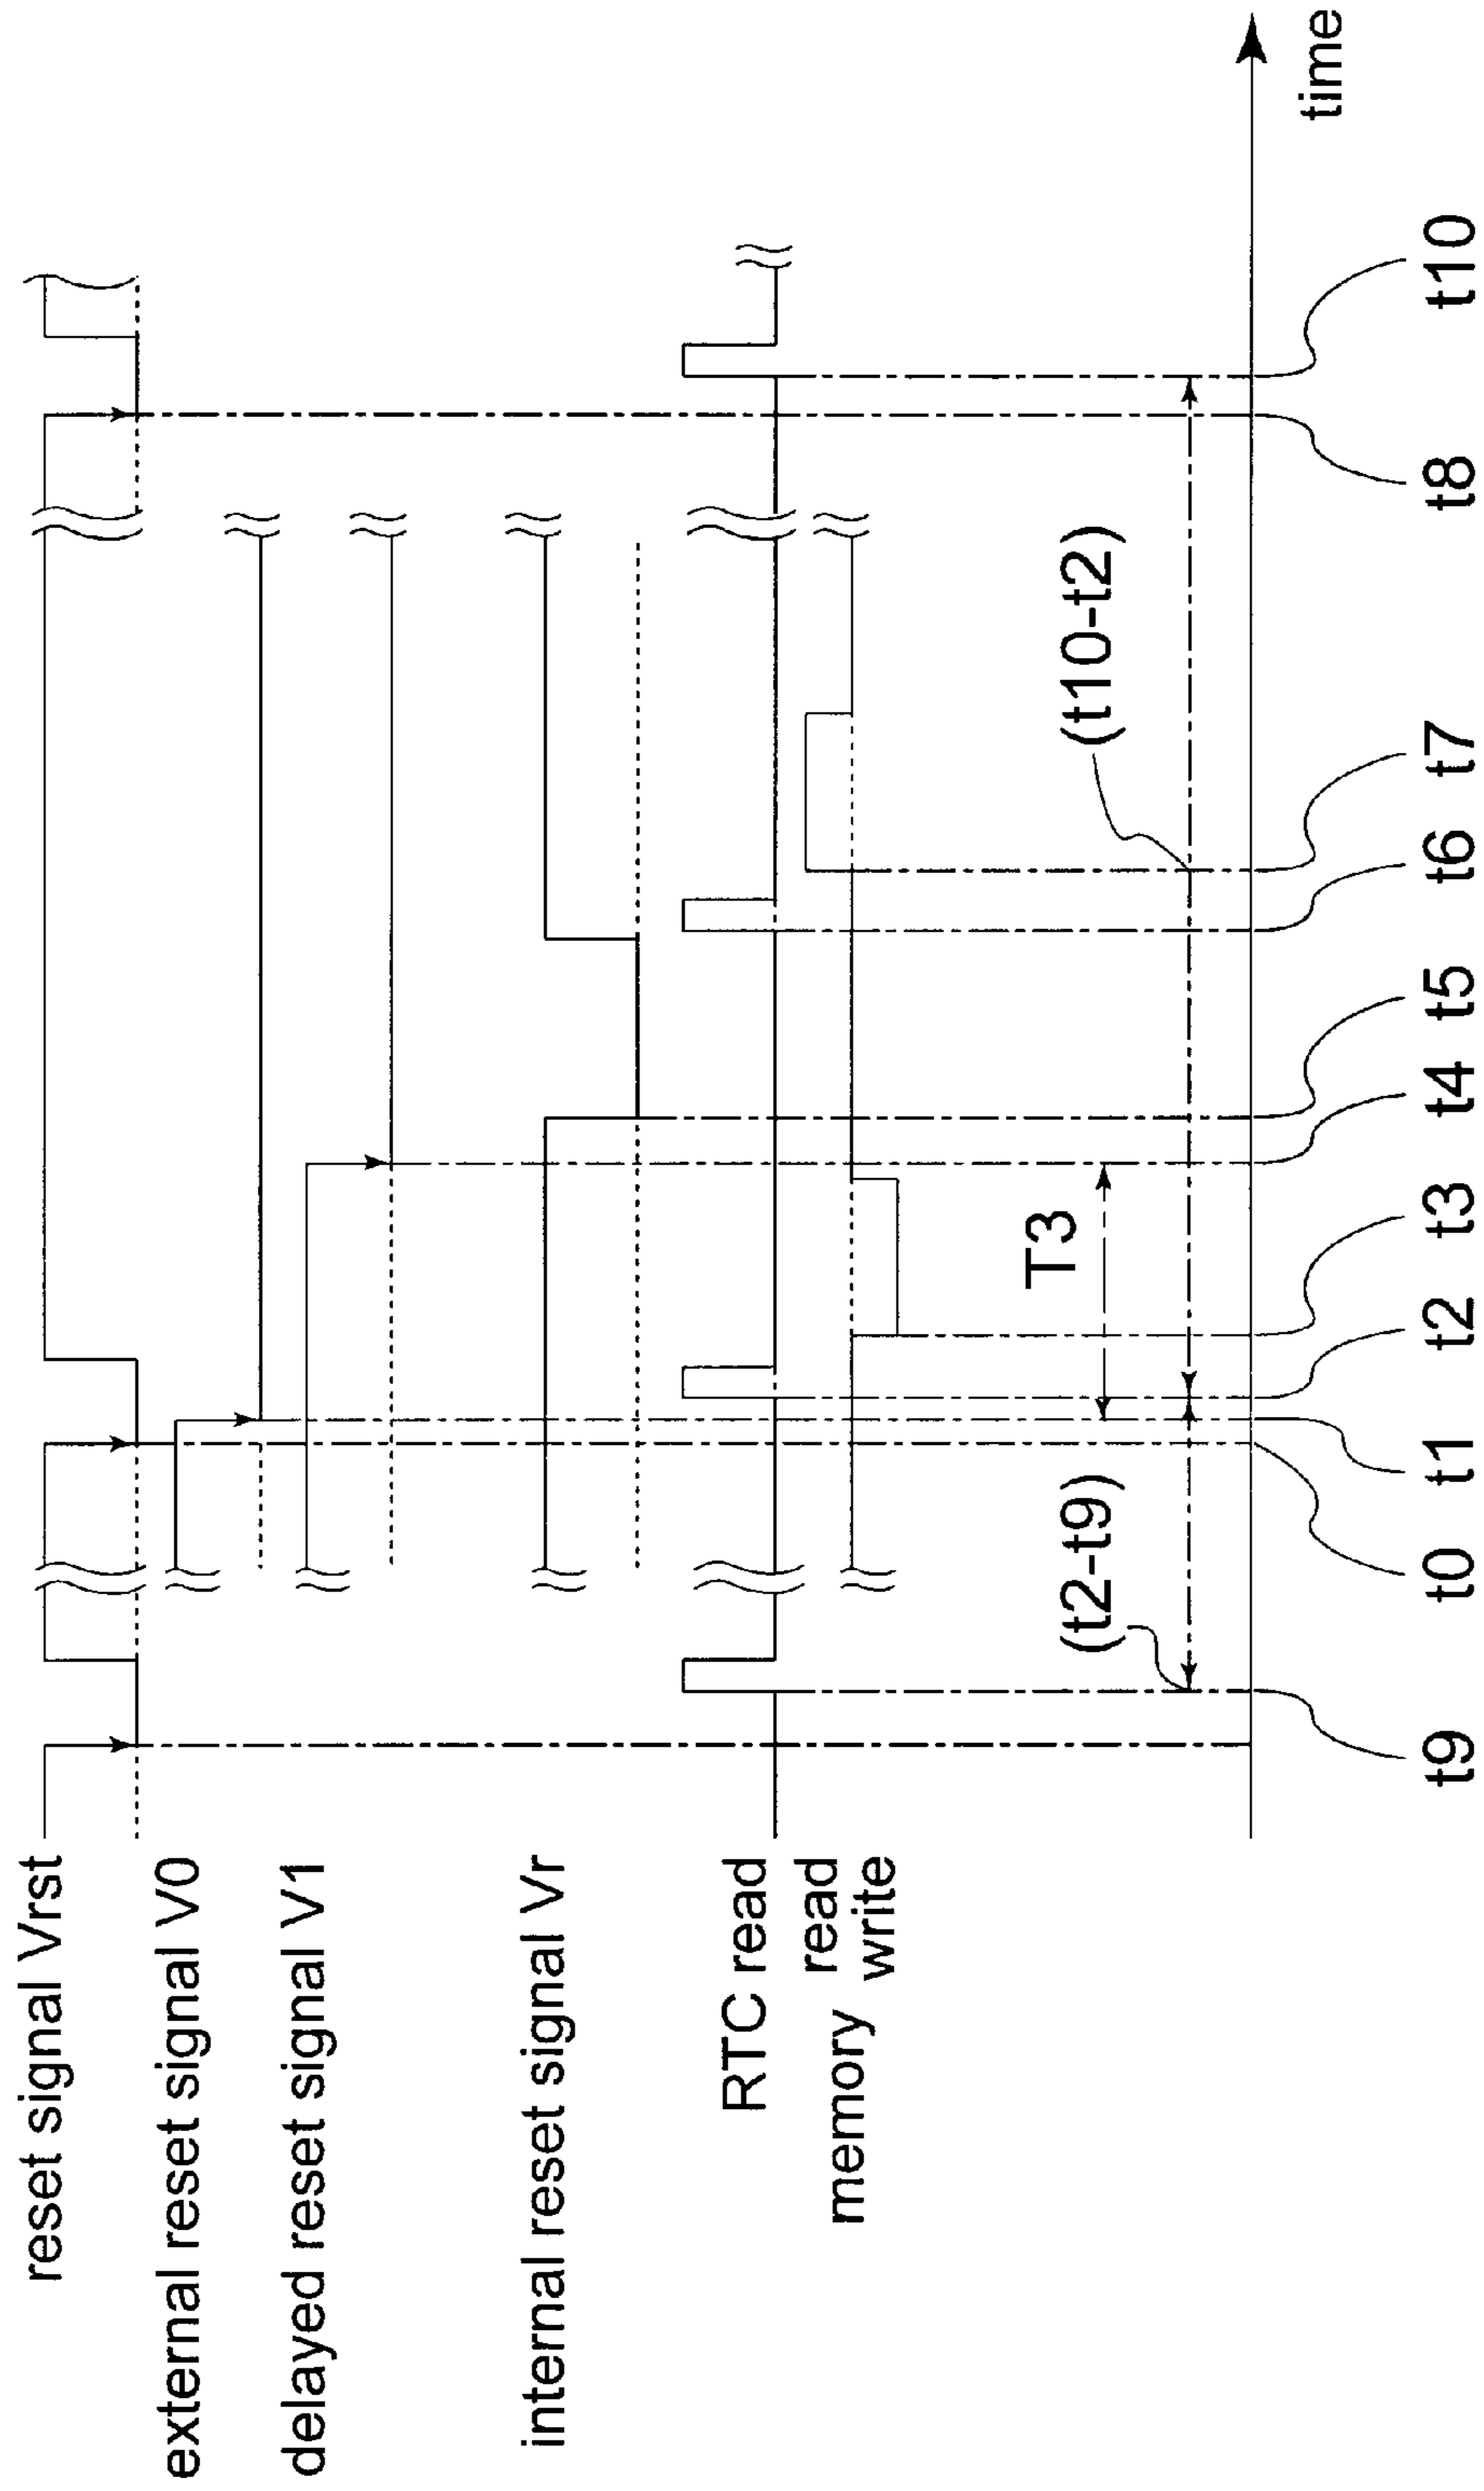 reset signal Vrst
external reset signal V0
delayed reset signal V1
internal reset signal Vr
RTC read
memory read
write
T3
(t2-t9)
(t10-t2)
time
t9 t0 t1 t2 t3 t4 t5 t6 t7 t8 t10